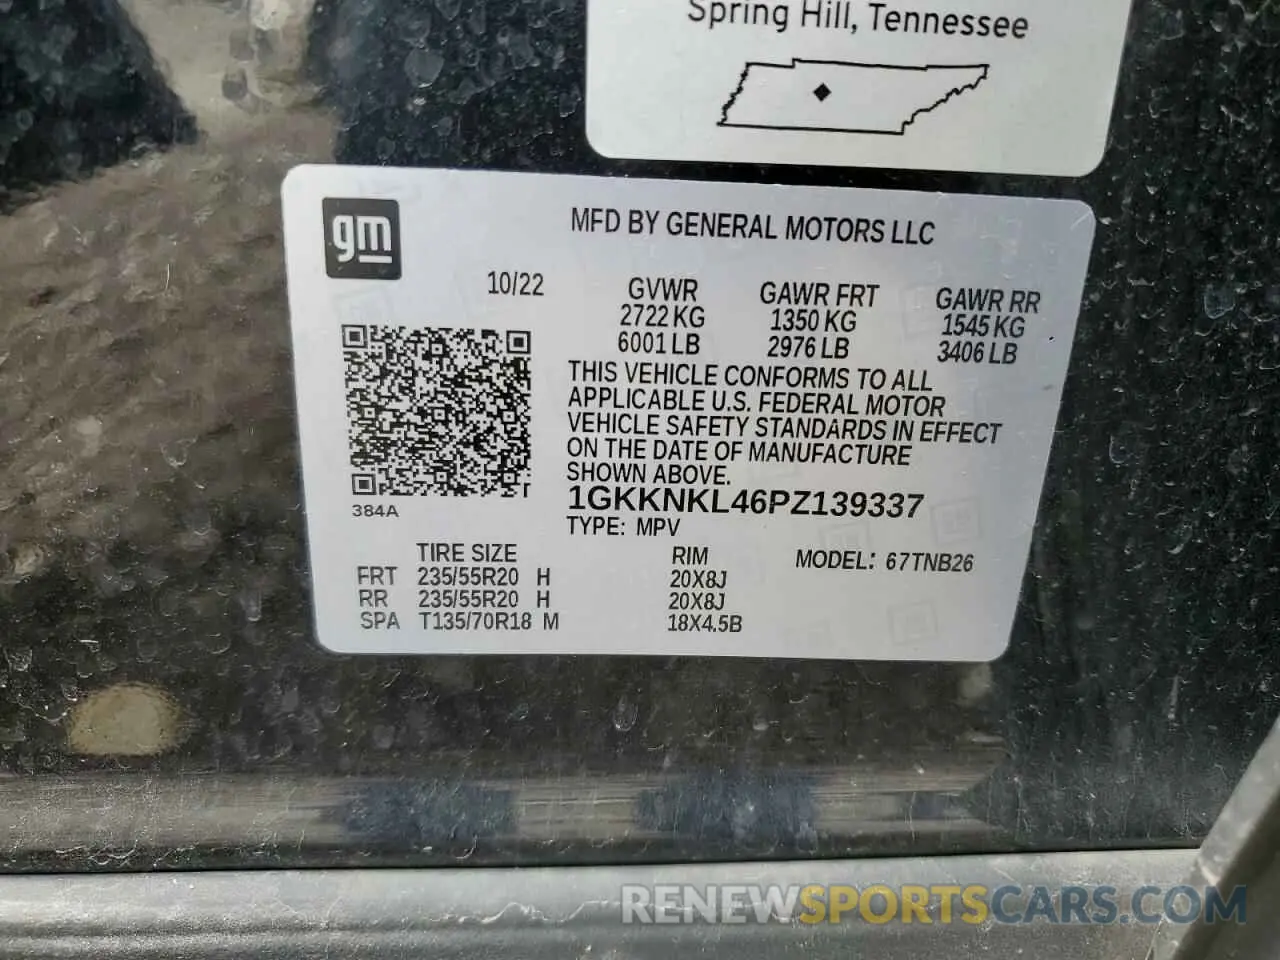 Spring Hill, Tennessee
gm
MFD BY GENERAL MOTORS LLC
10/22
GVWR GAWR FRT GAWR RR
2722 KG 1350 KG 1545 KG
6001 LB 2976 LB 3406 LB
THIS VEHICLE CONFORMS TO ALL
APPLICABLE U.S. FEDERAL MOTOR
VEHICLE SAFETY STANDARDS IN EFFECT
ON THE DATE OF MANUFACTURE
SHOWN ABOVE.
1GKKNKL46PZ139337
384A
TYPE: MPV
TIRE SIZE RIM MODEL: 67TNB26
FRT 235/55R20 H 20X8J
RR 235/55R20 H 20X8J
SPA T135/70R18 M 18X4.5B
RENEWSPORTSCARS.COM